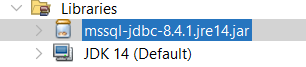 Libraries
mssql-jdbc-8.4.1.jre14.jar
JDK 14 (Default)